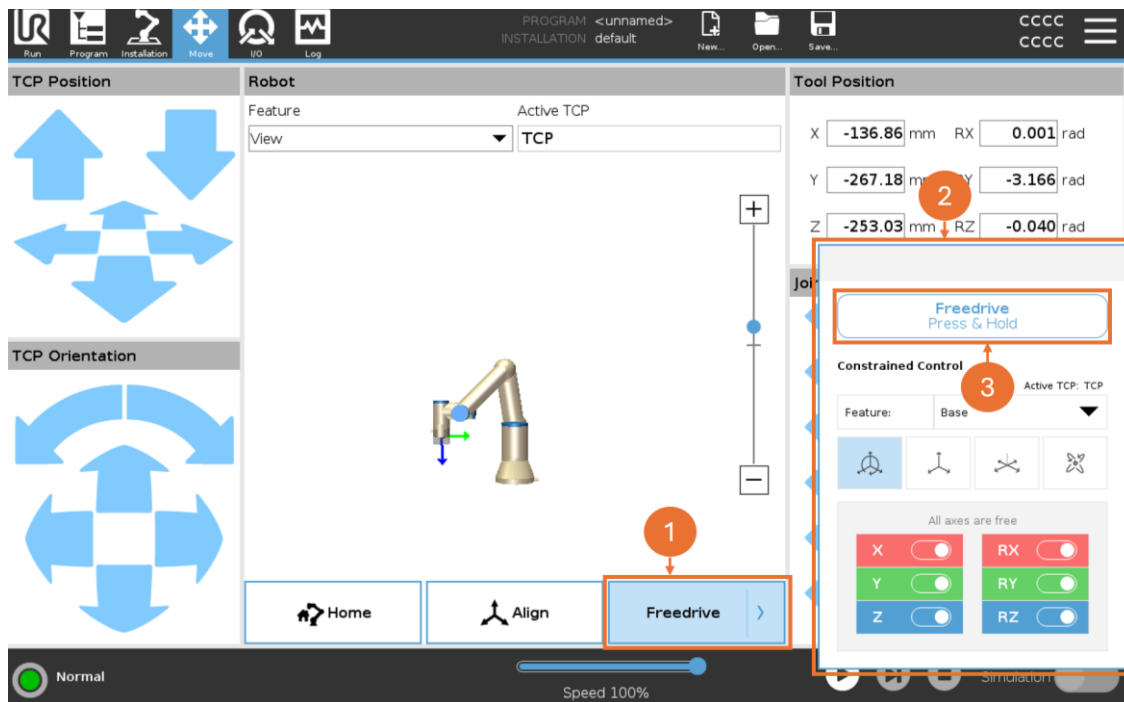 PROGRAM <unnamed>
INSTALLATION default
CCCC
CCCC
Run Program Installation Move I/O Log New... Open... Save...
TCP Position
Robot
Tool Position
Feature
Active TCP
View
TCP
X -136.86 mm RX 0.001 rad
Y -267.18 mm RY -3.166 rad
Z -253.03 mm RZ -0.040 rad
2
+
Freedrive
Press & Hold
TCP Orientation
Constrained Control
3
Active TCP: TCP
Feature: Base
−
All axes are free
X RX
Y RY
Z RZ
1
Home
Align
Freedrive
Normal
Speed 100%
Simulation